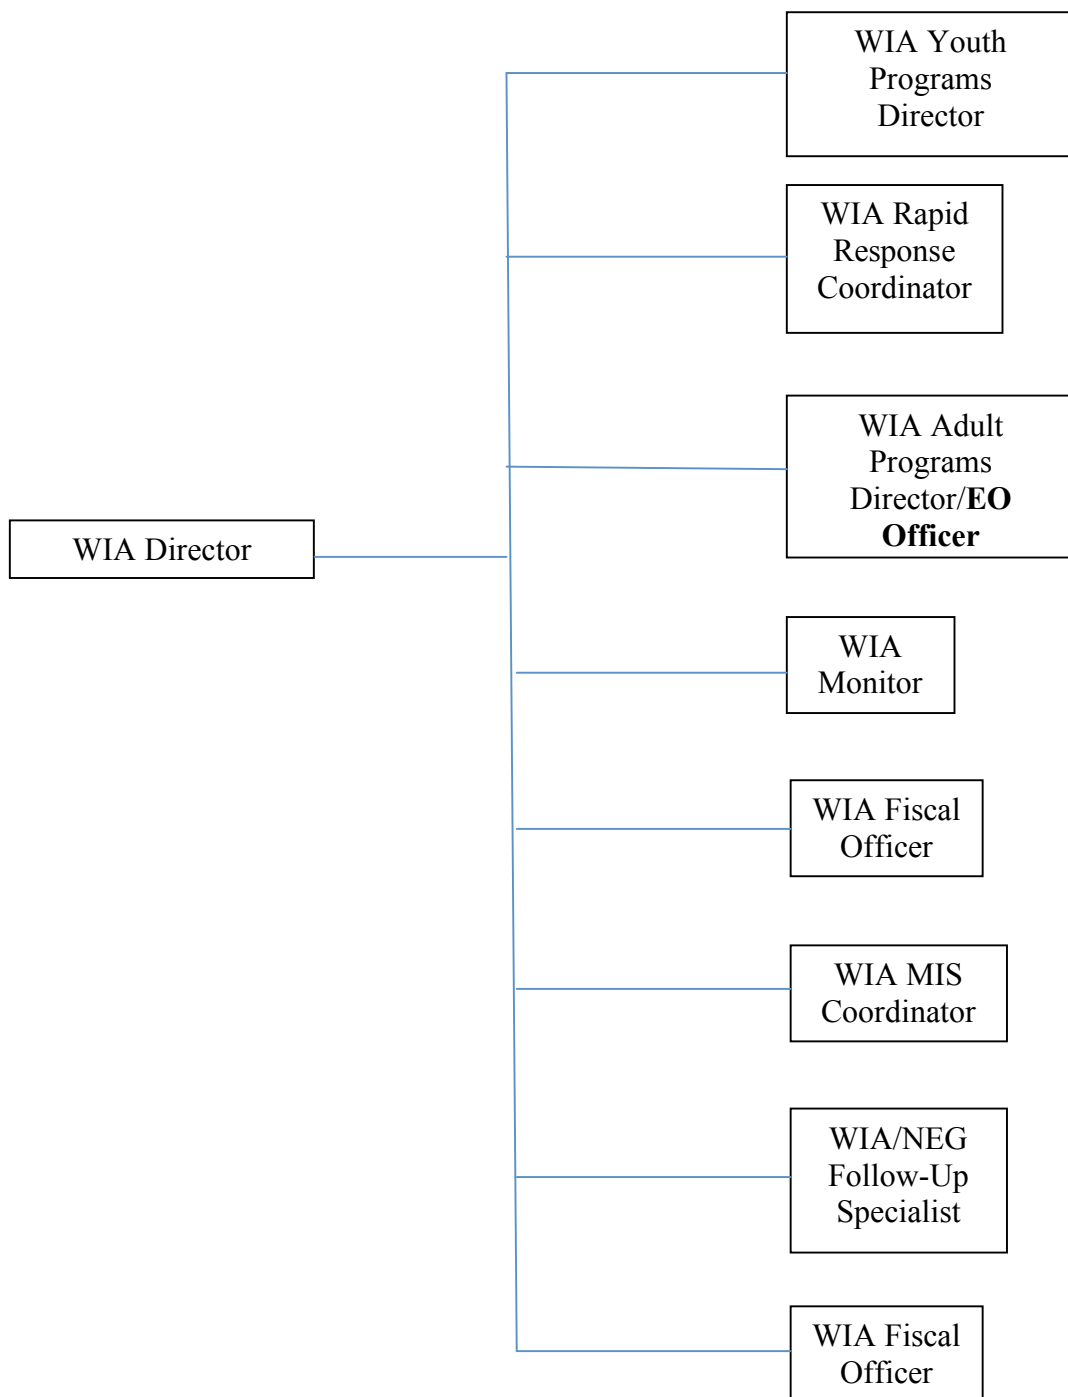 WIA Youth
Programs
Director
WIA Rapid
Response
Coordinator
WIA Adult
Programs
Director/EO
Officer
WIA Director
WIA
Monitor
WIA Fiscal
Officer
WIA MIS
Coordinator
WIA/NEG
Follow-Up
Specialist
WIA Fiscal
Officer